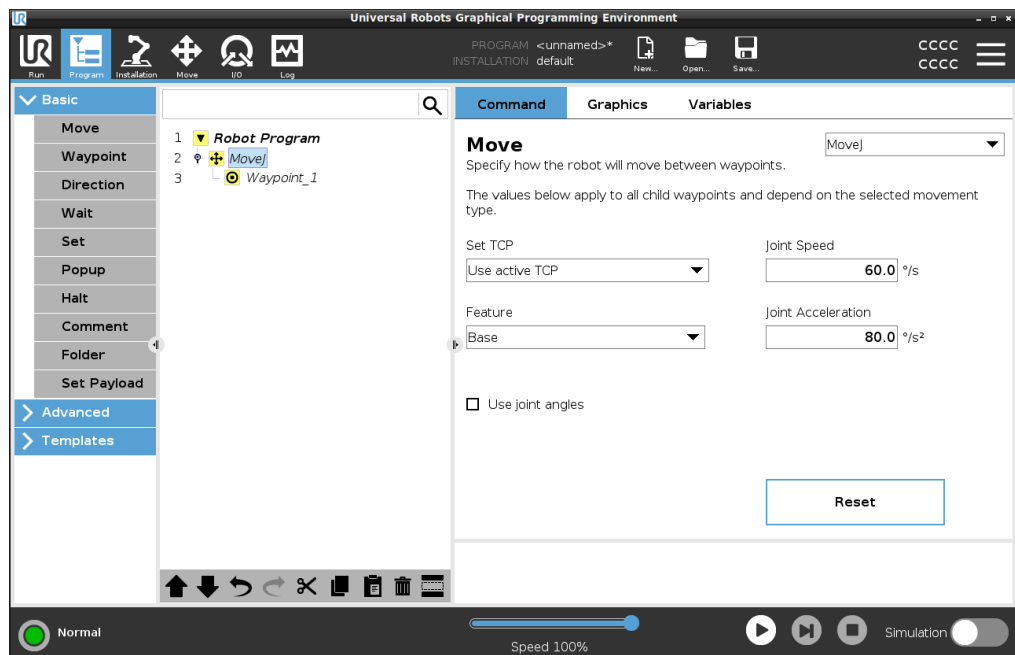 UR
Universal Robots Graphical Programming Environment
UR
Run
Program
Installation
Move
I/O
Log
PROGRAM <unnamed>*
INSTALLATION default
New...
Open...
Save...
CCCC
CCCC
Basic
Move
Waypoint
Direction
Wait
Set
Popup
Halt
Comment
Folder
Set Payload
Advanced
Templates
1 Robot Program
2 MoveJ
3 Waypoint_1
Command Graphics Variables
Move
MoveJ
Specify how the robot will move between waypoints.
The values below apply to all child waypoints and depend on the selected movement
type.
Set TCP
Joint Speed
Use active TCP
60.0 °/s
Feature
Joint Acceleration
Base
80.0 °/s²
Use joint angles
Reset
Normal
Speed 100%
Simulation